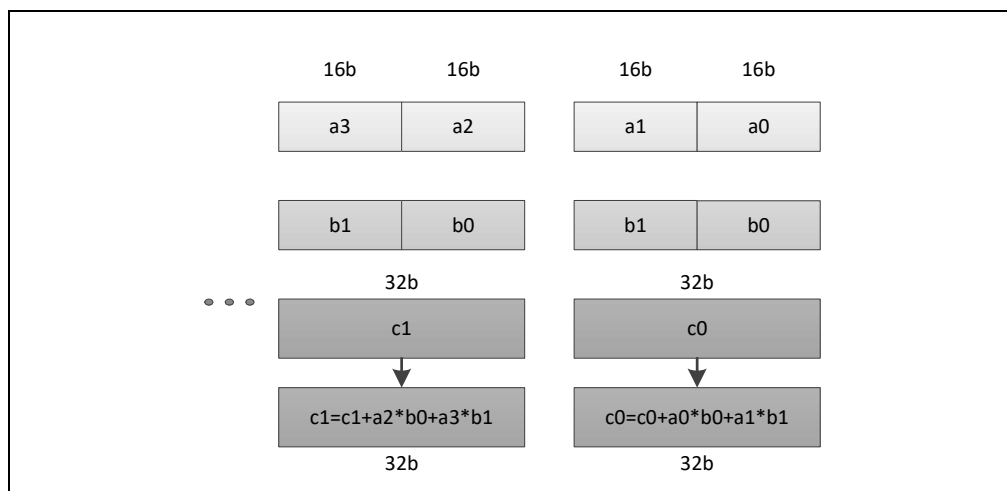 16b 16b 16b 16b
a3 a2 a1 a0
b1 b0 b1 b0
32b 32b
c1 c0
c1=c1+a2*b0+a3*b1 c0=c0+a0*b0+a1*b1
32b 32b